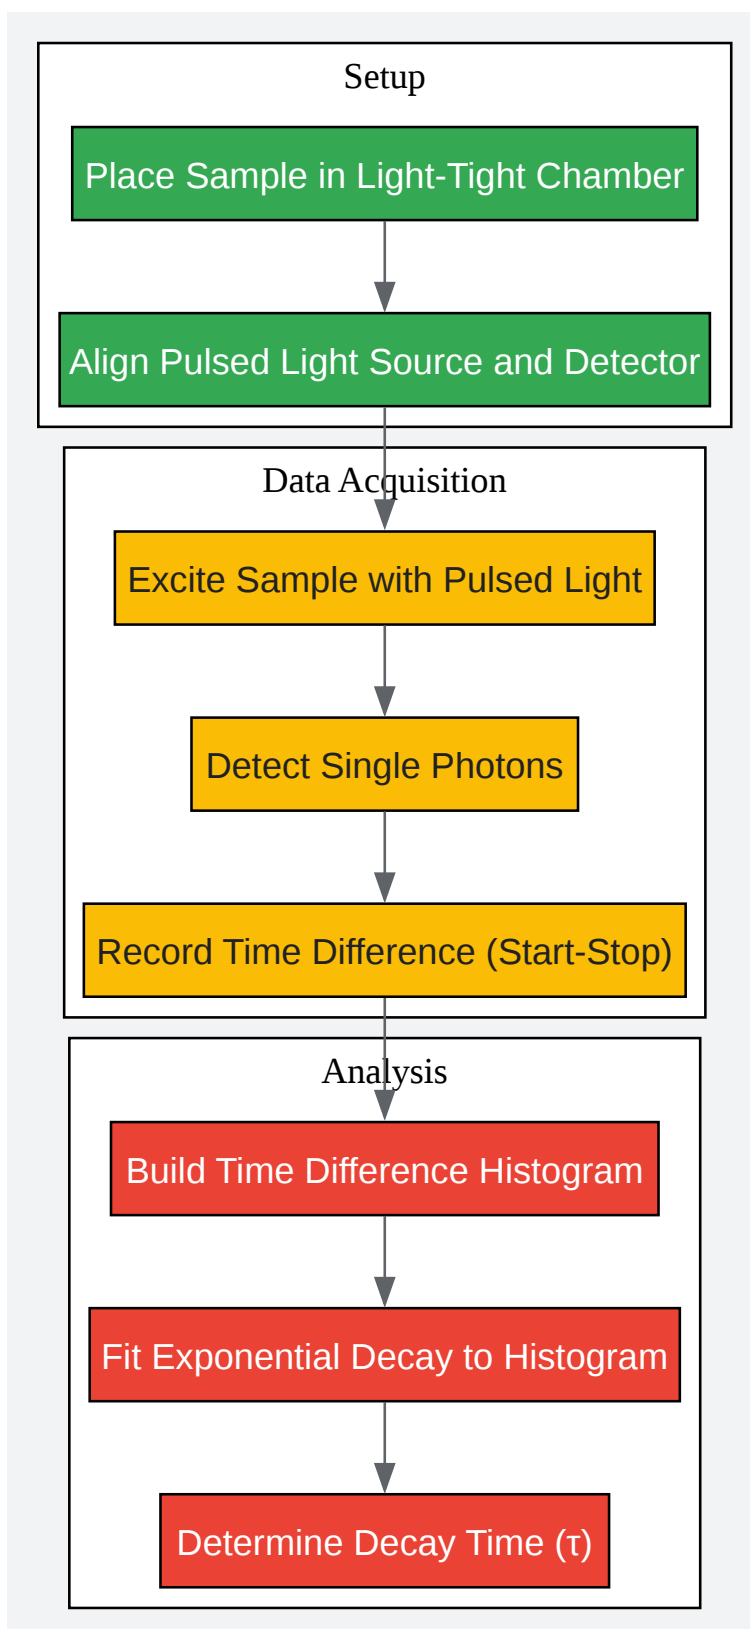 Setup
Place Sample in Light-Tight Chamber
Align Pulsed Light Source and Detector
Data Acquisition
Excite Sample with Pulsed Light
Detect Single Photons
Record Time Difference (Start-Stop)
Analysis
Build Time Difference Histogram
Fit Exponential Decay to Histogram
Determine Decay Time (τ)